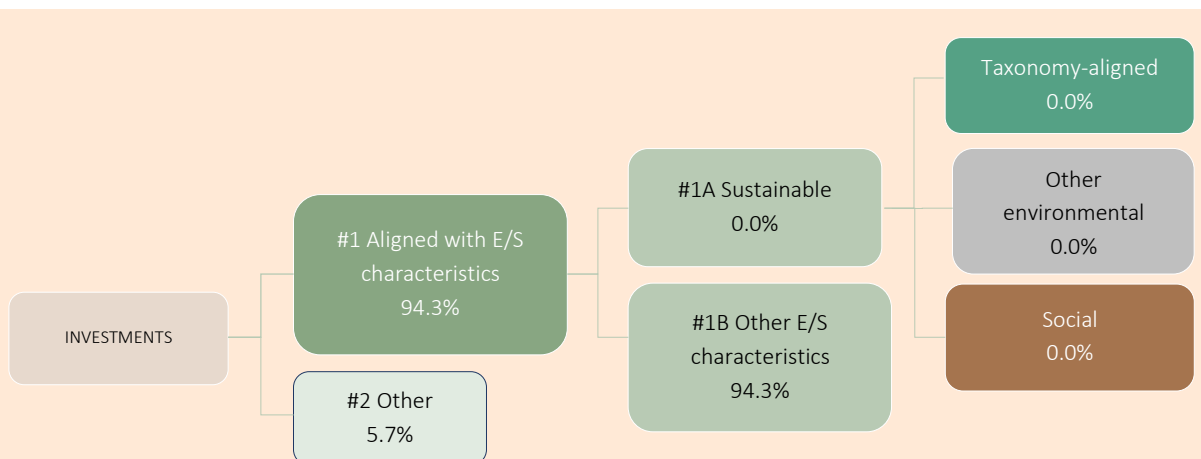 INVESTMENTS
#1 Aligned with E/S
characteristics
94.3%
#2 Other
5.7%
#1A Sustainable
0.0%
#1B Other E/S
characteristics
94.3%
Taxonomy-aligned
0.0%
Other
environmental
0.0%
Social
0.0%